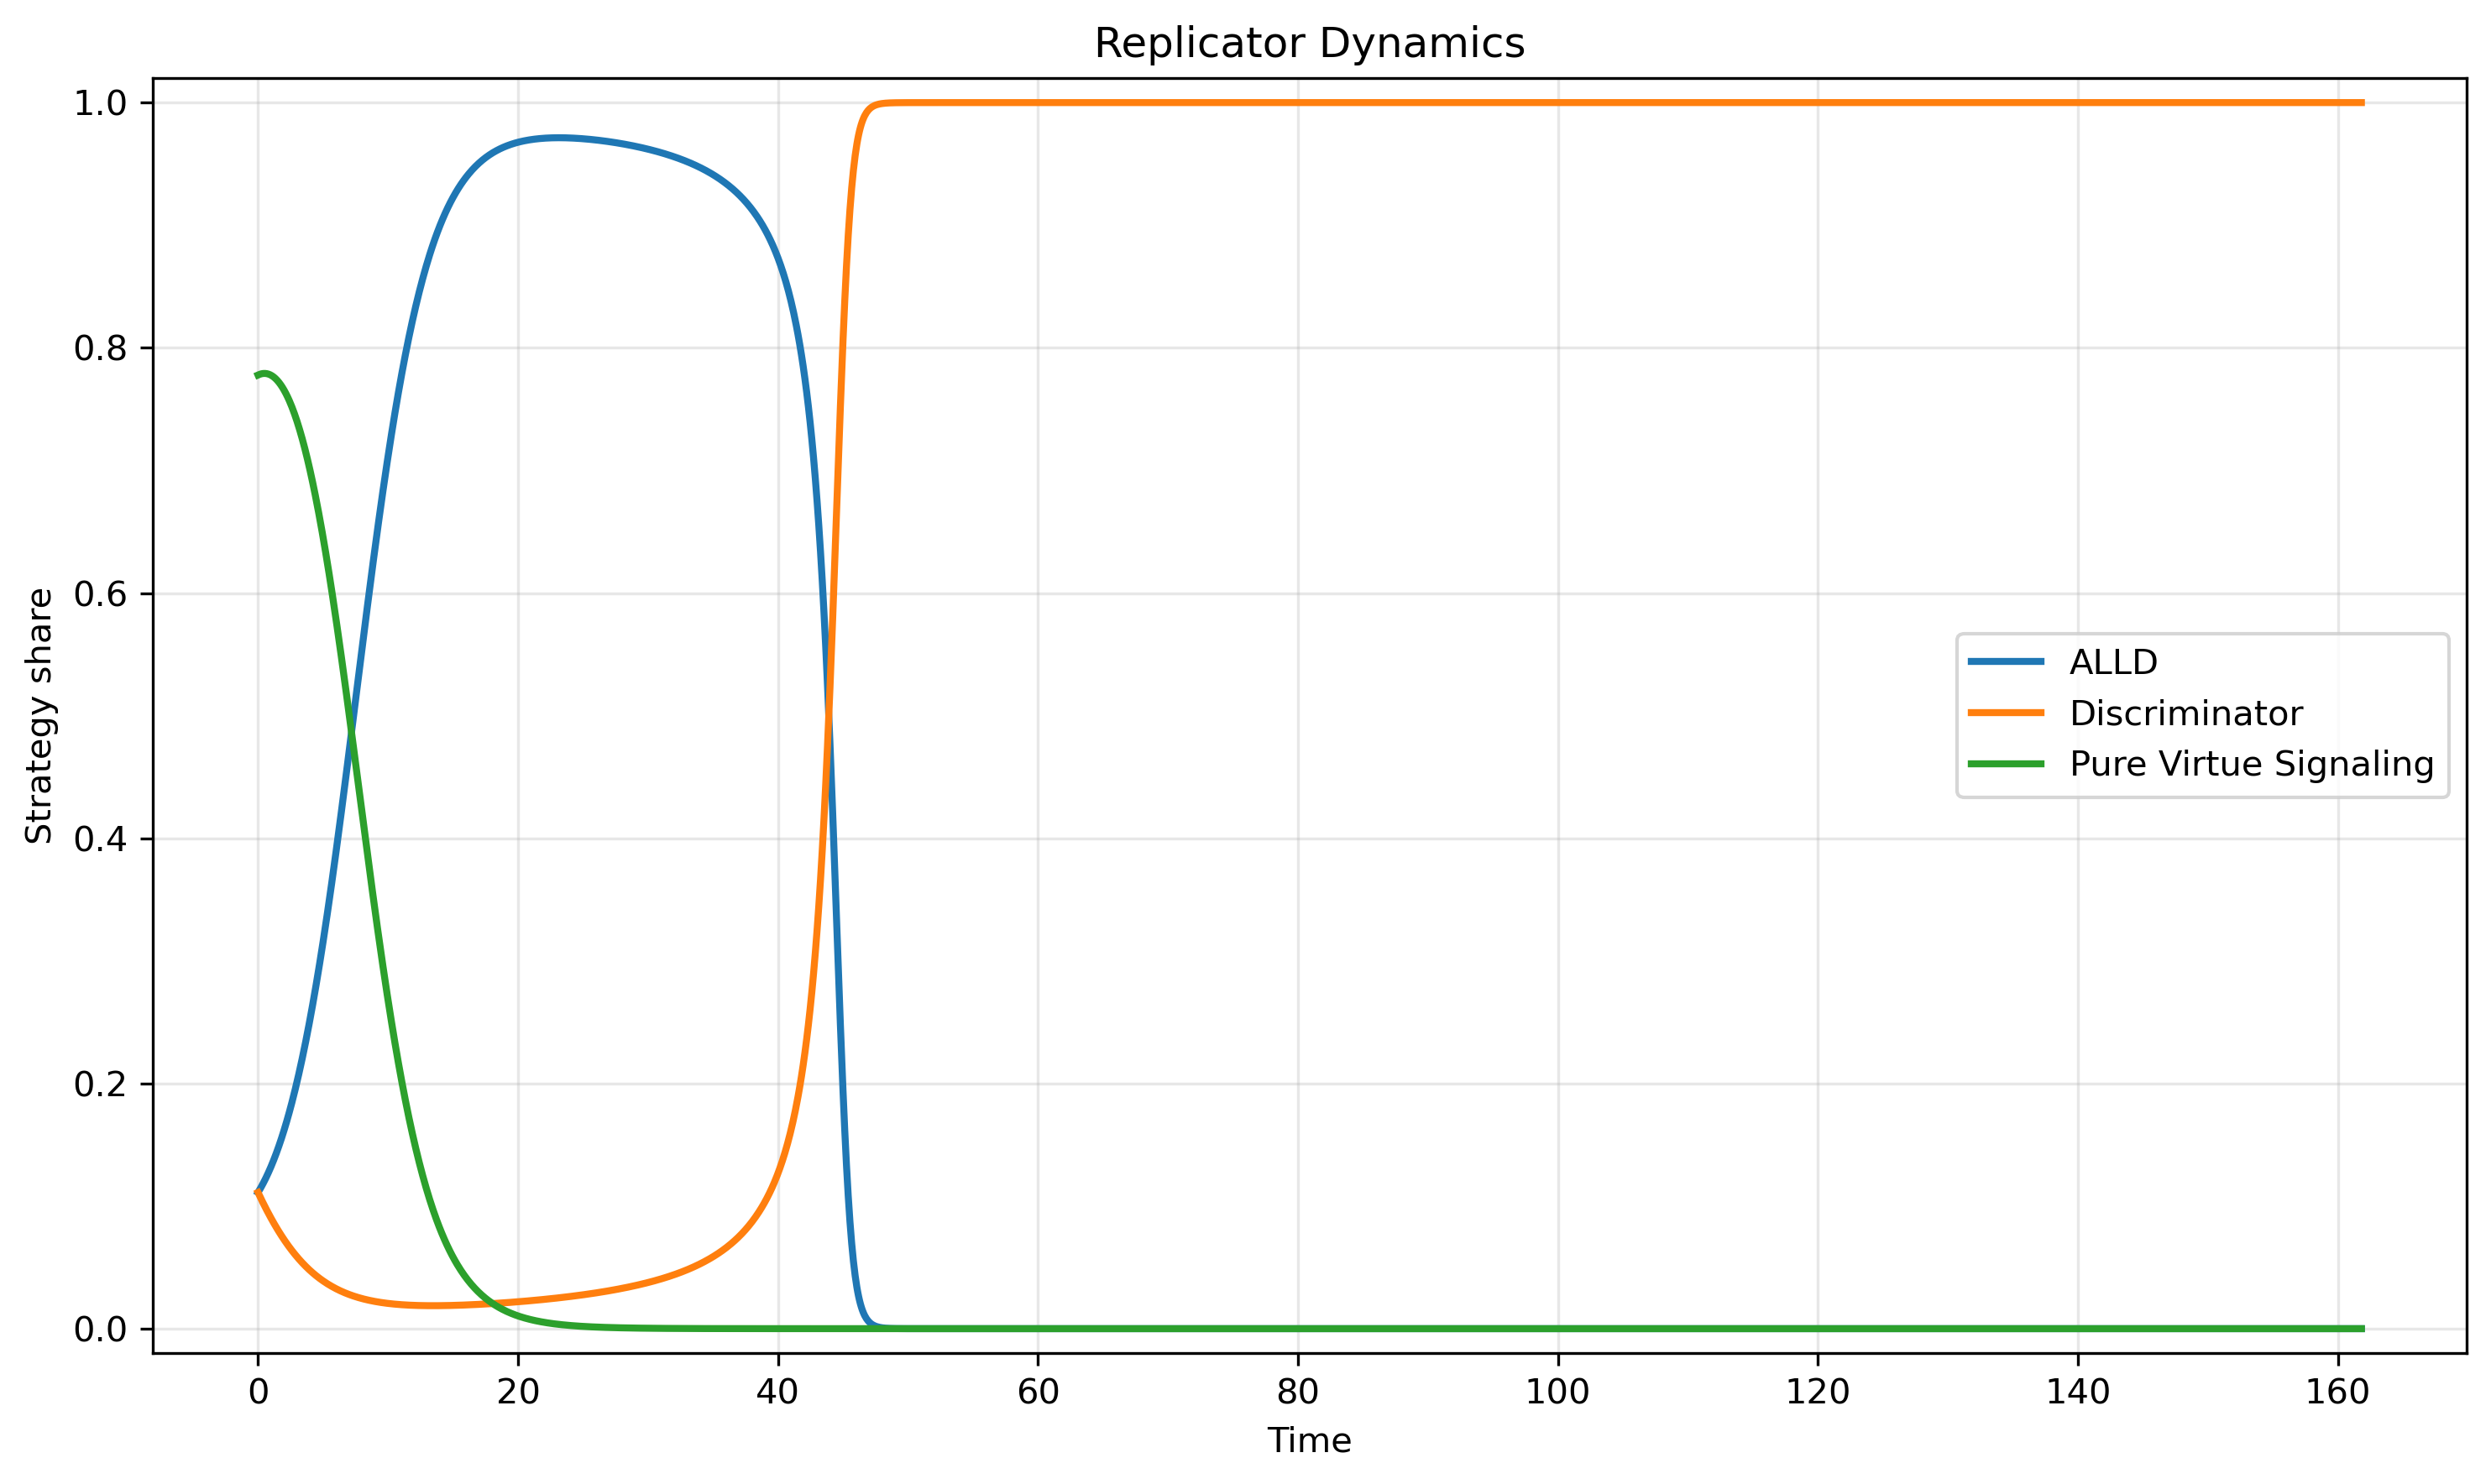 Replicator Dynamics
1.0
0.8
0.6
0.4
0.2
0.0
Strategy share
ALLD
Discriminator
Pure Virtue Signaling
0 20 40 60 80 100 120 140 160
Time